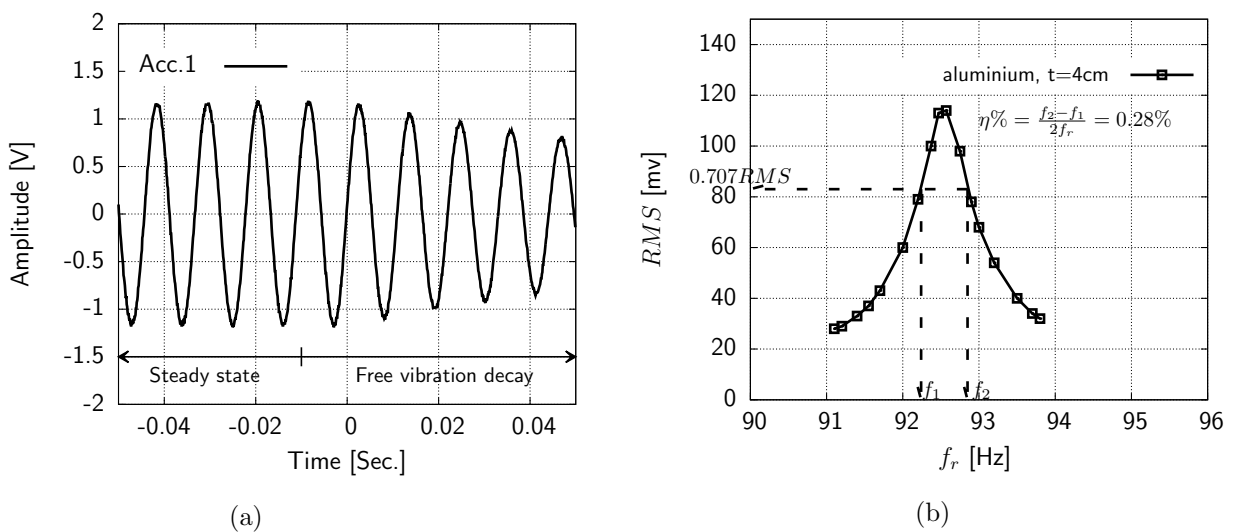 2
1.5
1
0.5
0
-0.5
-1
-1.5
-2
Amplitude [V]
Acc.1
Steady state
Free vibration decay
-0.04
-0.02
0
0.02
0.04
Time [Sec.]
(a)
140
120
100
80
60
40
20
0
RMS [mv]
aluminium, t=4cm
η% = (f₂−f₁)/(2fᵣ) = 0.28%
0.707RMS
f₁
f₂
90
91
92
93
94
95
96
fᵣ [Hz]
(b)